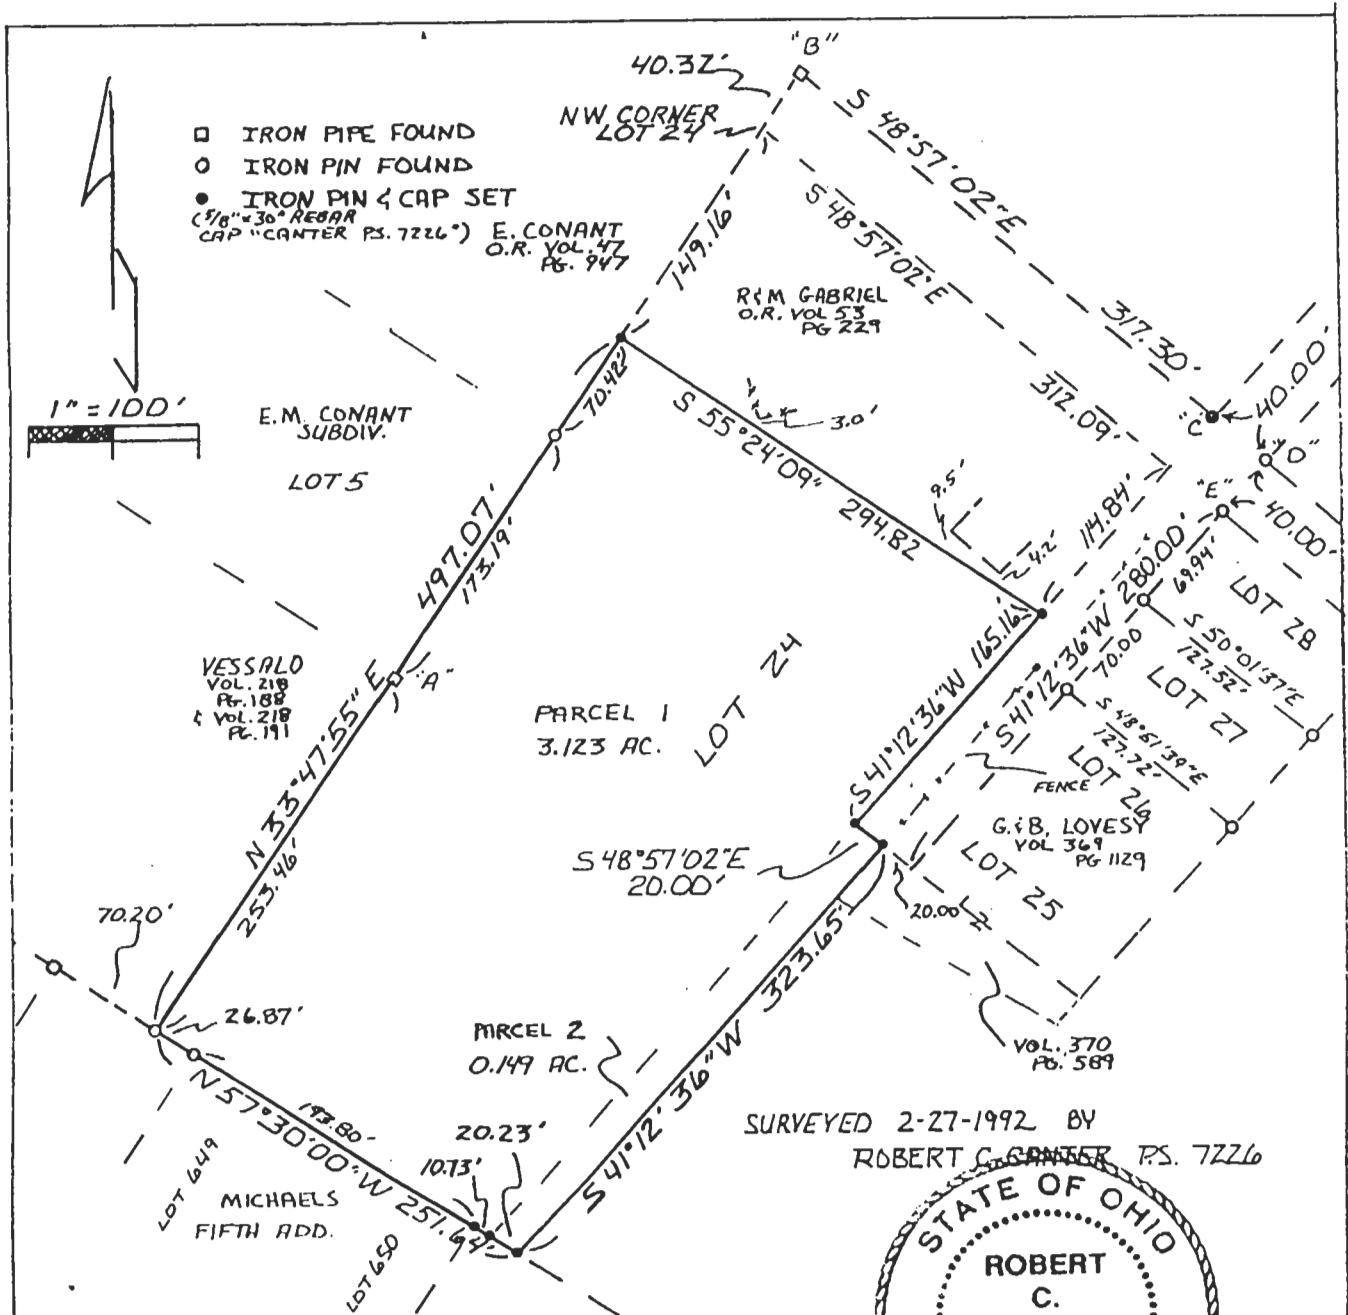 "B"
40.32'
NW CORNER
LOT 24
□ IRON PIPE FOUND
○ IRON PIN FOUND
● IRON PIN & CAP SET
(5/8" x 30" REBAR
CAP "CANTER P.S. 7226")
E. CONANT
O.R. VOL. 47
PG. 947
149.16'
S 48°57'02"E
317.30'
S 48°57'02"E
312.09'
R&M GABRIEL
O.R. VOL 53
PG 229
1" = 100'
E.M. CONANT
SUBDIV.
LOT 5
70.42'
S 55°24'09"
294.82
3.0'
9.5'
4.2'
114.84'
"C"
40.00'
"D"
"E"
40.00'
497.07'
173.19'
N 33°47'55" E
253.46'
"A"
VESSALO
VOL. 218
PG. 188
& VOL. 218
PG. 191
PARCEL 1
3.123 AC.
LOT 24
S 41°12'36"W 165.16'
S 41°12'36"W 280.00'
69.94'
70.00
LOT 28
S 50°01'37"E
127.52'
LOT 27
S 48°51'39"E
127.72'
LOT 26
FENCE
G.&B. LOVESY
VOL 369
PG 1129
LOT 25
S 48°57'02"E
20.00'
20.00
L 2
VOL. 370
PG. 589
70.20'
26.87'
PARCEL 2
0.149 AC.
S 41°12'36"W 323.65'
N 57°30'00"W 251.64'
193.80
10.73'
20.23'
LOT 649
MICHAELS
FIFTH ADD.
LOT 650
SURVEYED 2-27-1992 BY
ROBERT C. CANTER P.S. 7226
STATE OF OHIO
ROBERT
C.